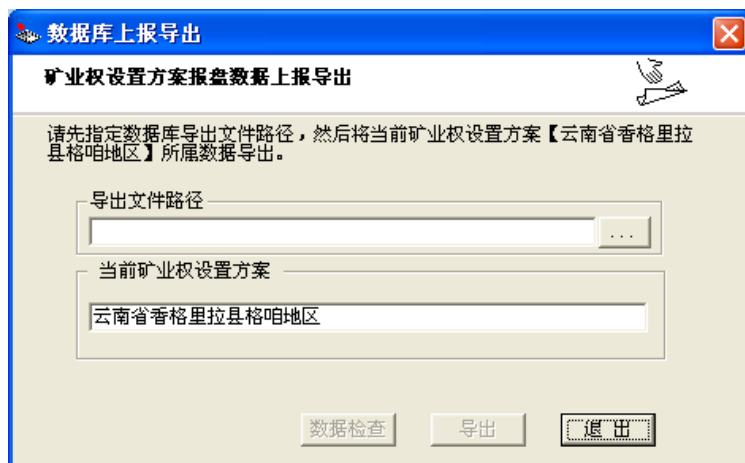 数据库上报导出
矿业权设置方案报盘数据上报导出
请先指定数据库导出文件路径，然后将当前矿业权设置方案【云南省香格里拉
县格咱地区】所属数据导出。
导出文件路径
...
当前矿业权设置方案
云南省香格里拉县格咱地区
数据检查 导出 退出